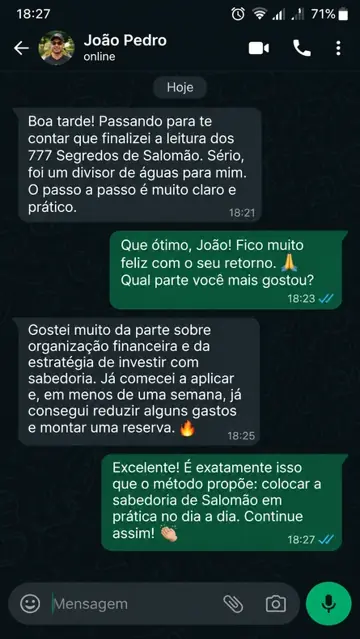 18:27
71%
João Pedro
online
Hoje
Boa tarde! Passando para te
contar que finalizei a leitura dos
777 Segredos de Salomão. Sério,
foi um divisor de águas para mim.
O passo a passo é muito claro e
prático.
18:21
Que ótimo, João! Fico muito
feliz com o seu retorno. 🙏
Qual parte você mais gostou?
18:23
Gostei muito da parte sobre
organização financeira e da
estratégia de investir com
sabedoria. Já comecei a aplicar
e, em menos de uma semana, já
consegui reduzir alguns gastos
e montar uma reserva. 🔥
18:25
Excelente! É exatamente isso
que o método propõe: colocar a
sabedoria de Salomão em
prática no dia a dia. Continue
assim! 👏🏼
18:27
Mensagem